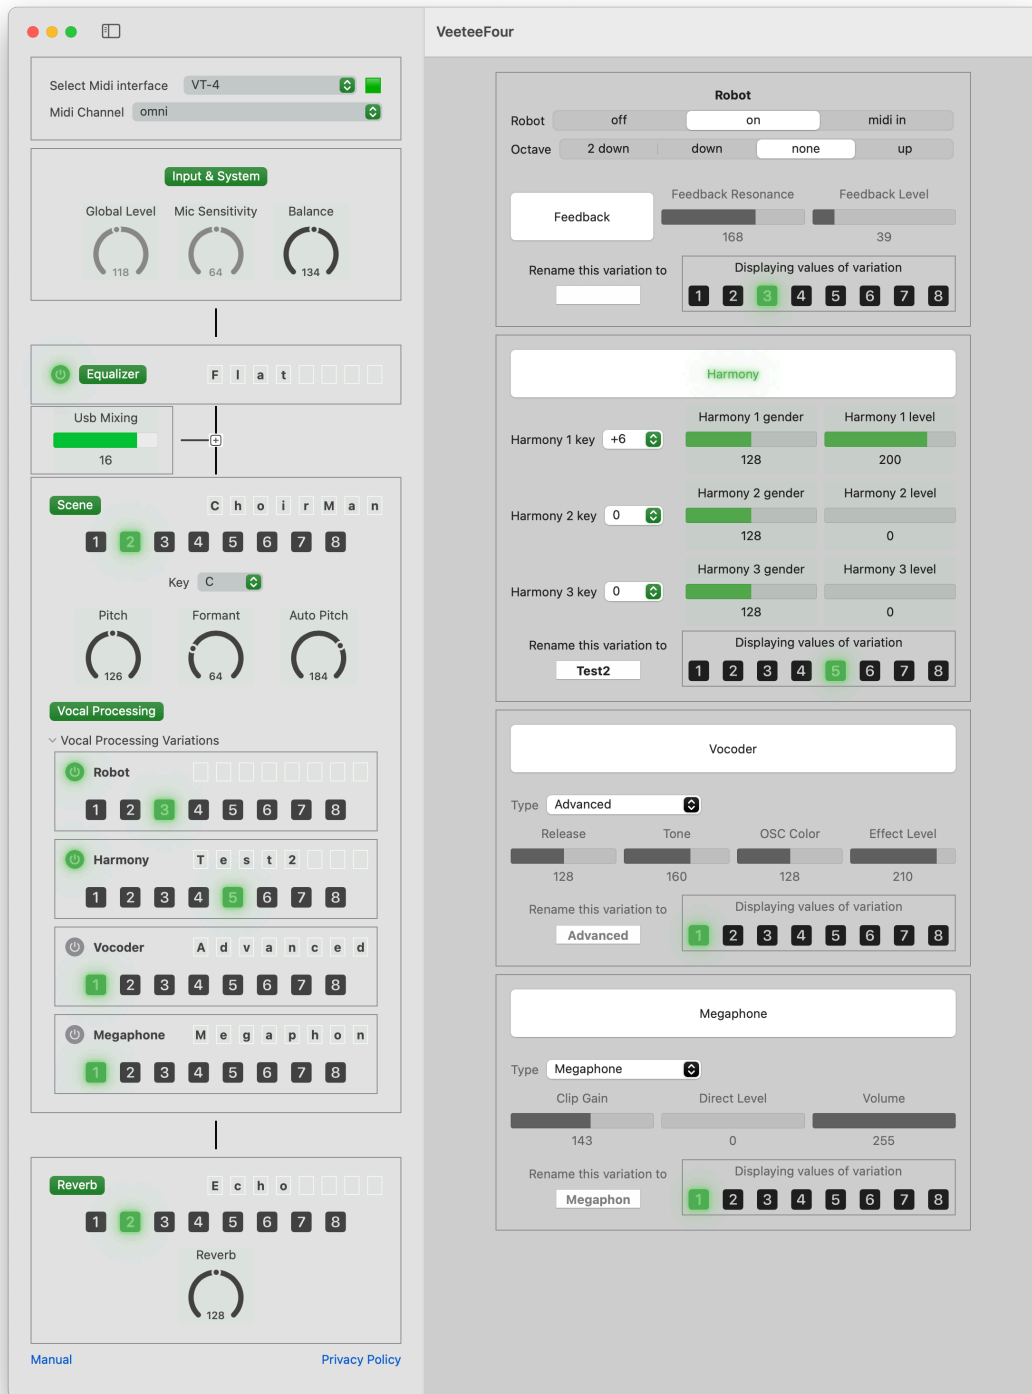 VeeteeFour
Select Midi interface VT-4
Midi Channel omni
Input & System
Global Level Mic Sensitivity Balance
118 64 134
Equalizer F l a t
Usb Mixing
16
Scene C h o i r M a n
1 2 3 4 5 6 7 8
Key C
Pitch Formant Auto Pitch
126 64 184
Vocal Processing
Vocal Processing Variations
Robot
1 2 3 4 5 6 7 8
Harmony T e s t 2
1 2 3 4 5 6 7 8
Vocoder A d v a n c e d
1 2 3 4 5 6 7 8
Megaphone M e g a p h o n
1 2 3 4 5 6 7 8
Reverb E c h o
1 2 3 4 5 6 7 8
Reverb
128
Manual Privacy Policy
Robot
Robot off on midi in
Octave 2 down down none up
Feedback Feedback Resonance Feedback Level
168 39
Rename this variation to Displaying values of variation
1 2 3 4 5 6 7 8
Harmony
Harmony 1 gender Harmony 1 level
Harmony 1 key +6
128 200
Harmony 2 gender Harmony 2 level
Harmony 2 key 0
128 0
Harmony 3 gender Harmony 3 level
Harmony 3 key 0
128 0
Rename this variation to Displaying values of variation
Test2 1 2 3 4 5 6 7 8
Vocoder
Type Advanced
Release Tone OSC Color Effect Level
128 160 128 210
Rename this variation to Displaying values of variation
Advanced 1 2 3 4 5 6 7 8
Megaphone
Type Megaphone
Clip Gain Direct Level Volume
143 0 255
Rename this variation to Displaying values of variation
Megaphon 1 2 3 4 5 6 7 8